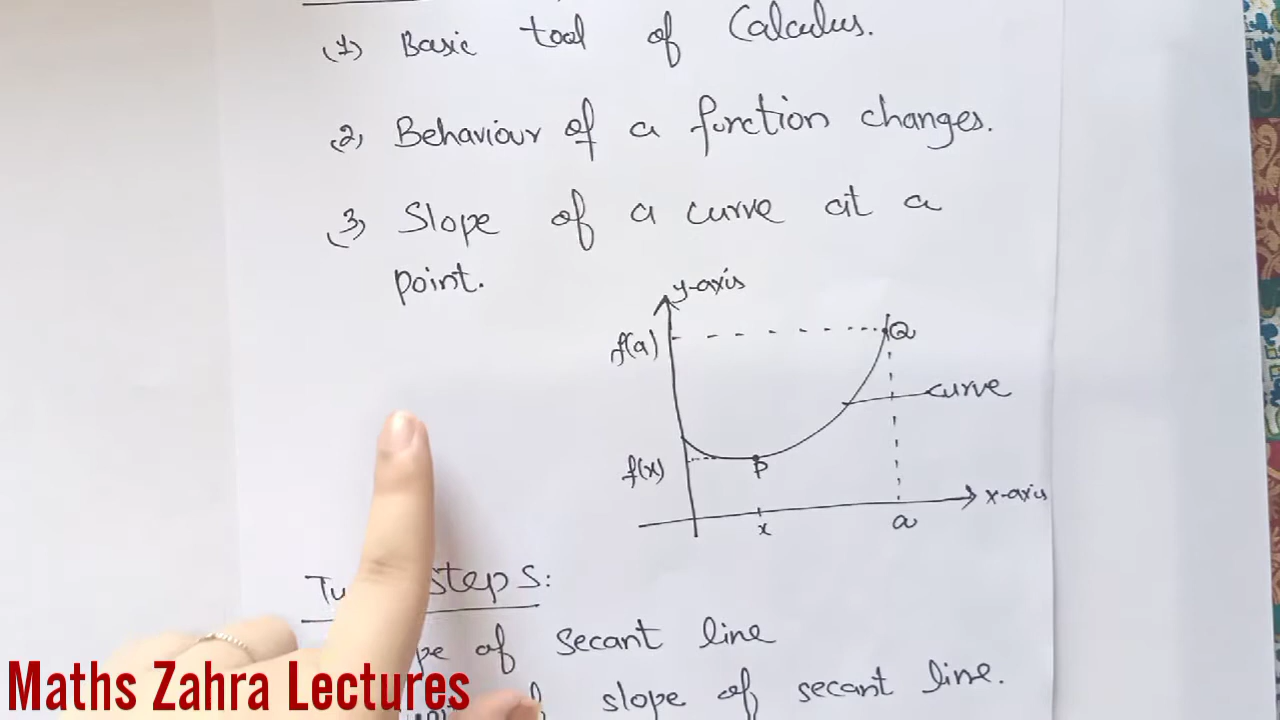 (1) Basic tool of Calculus.
(2) Behaviour of a function changes.
(3) Slope of a curve at a
point.
y-axis
f(a)
Q
curve
f(x)
P
x-axis
x
a
steps:
of secant line
slope of secant line.
Maths Zahra Lectures